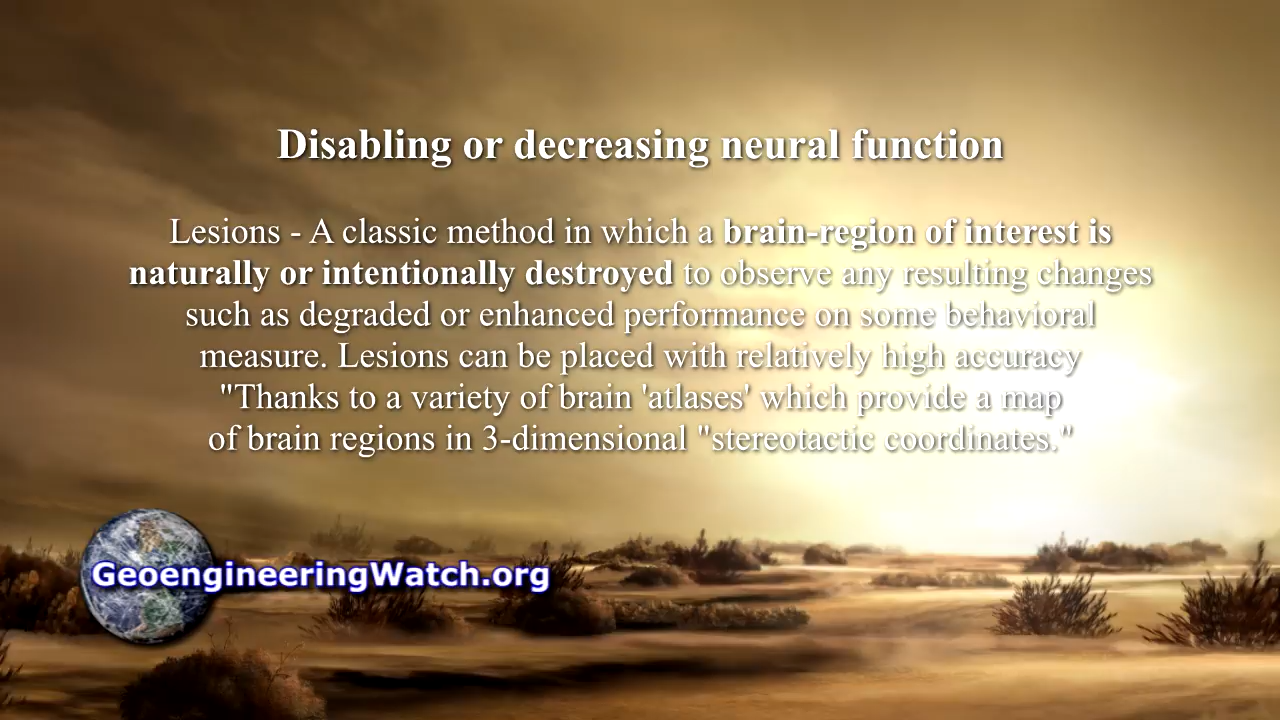 Disabling or decreasing neural function
Lesions - A classic method in which a brain-region of interest is
naturally or intentionally destroyed to observe any resulting changes
such as degraded or enhanced performance on some behavioral
measure. Lesions can be placed with relatively high accuracy
"Thanks to a variety of brain 'atlases' which provide a map
of brain regions in 3-dimensional "stereotactic coordinates."
GeoengineeringWatch.org